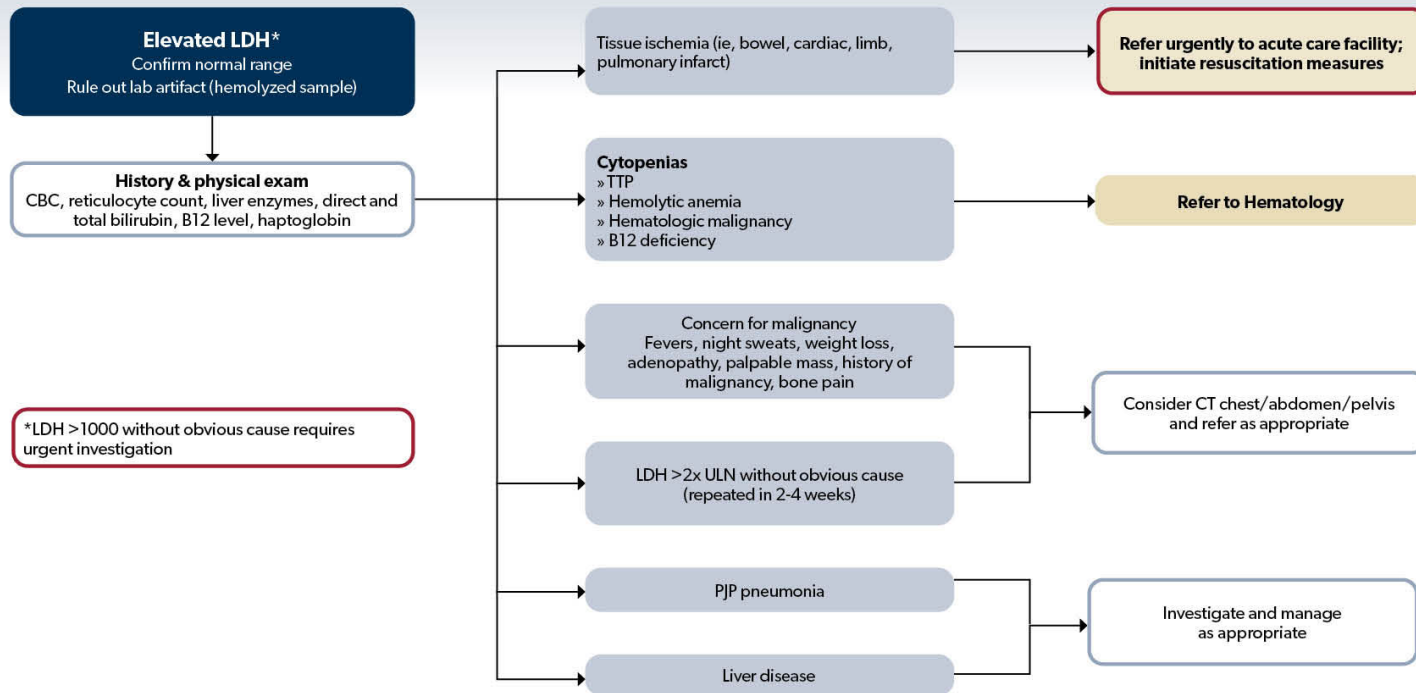 Elevated LDH*
Confirm normal range
Rule out lab artifact (hemolyzed sample)
History & physical exam
CBC, reticulocyte count, liver enzymes, direct and
total bilirubin, B12 level, haptoglobin
*LDH >1000 without obvious cause requires
urgent investigation
Tissue ischemia (ie, bowel, cardiac, limb,
pulmonary infarct)
Refer urgently to acute care facility;
initiate resuscitation measures
Cytopenias
» TTP
» Hemolytic anemia
» Hematologic malignancy
» B12 deficiency
Refer to Hematology
Concern for malignancy
Fevers, night sweats, weight loss,
adenopathy, palpable mass, history of
malignancy, bone pain
LDH >2x ULN without obvious cause
(repeated in 2-4 weeks)
Consider CT chest/abdomen/pelvis
and refer as appropriate
PJP pneumonia
Liver disease
Investigate and manage
as appropriate